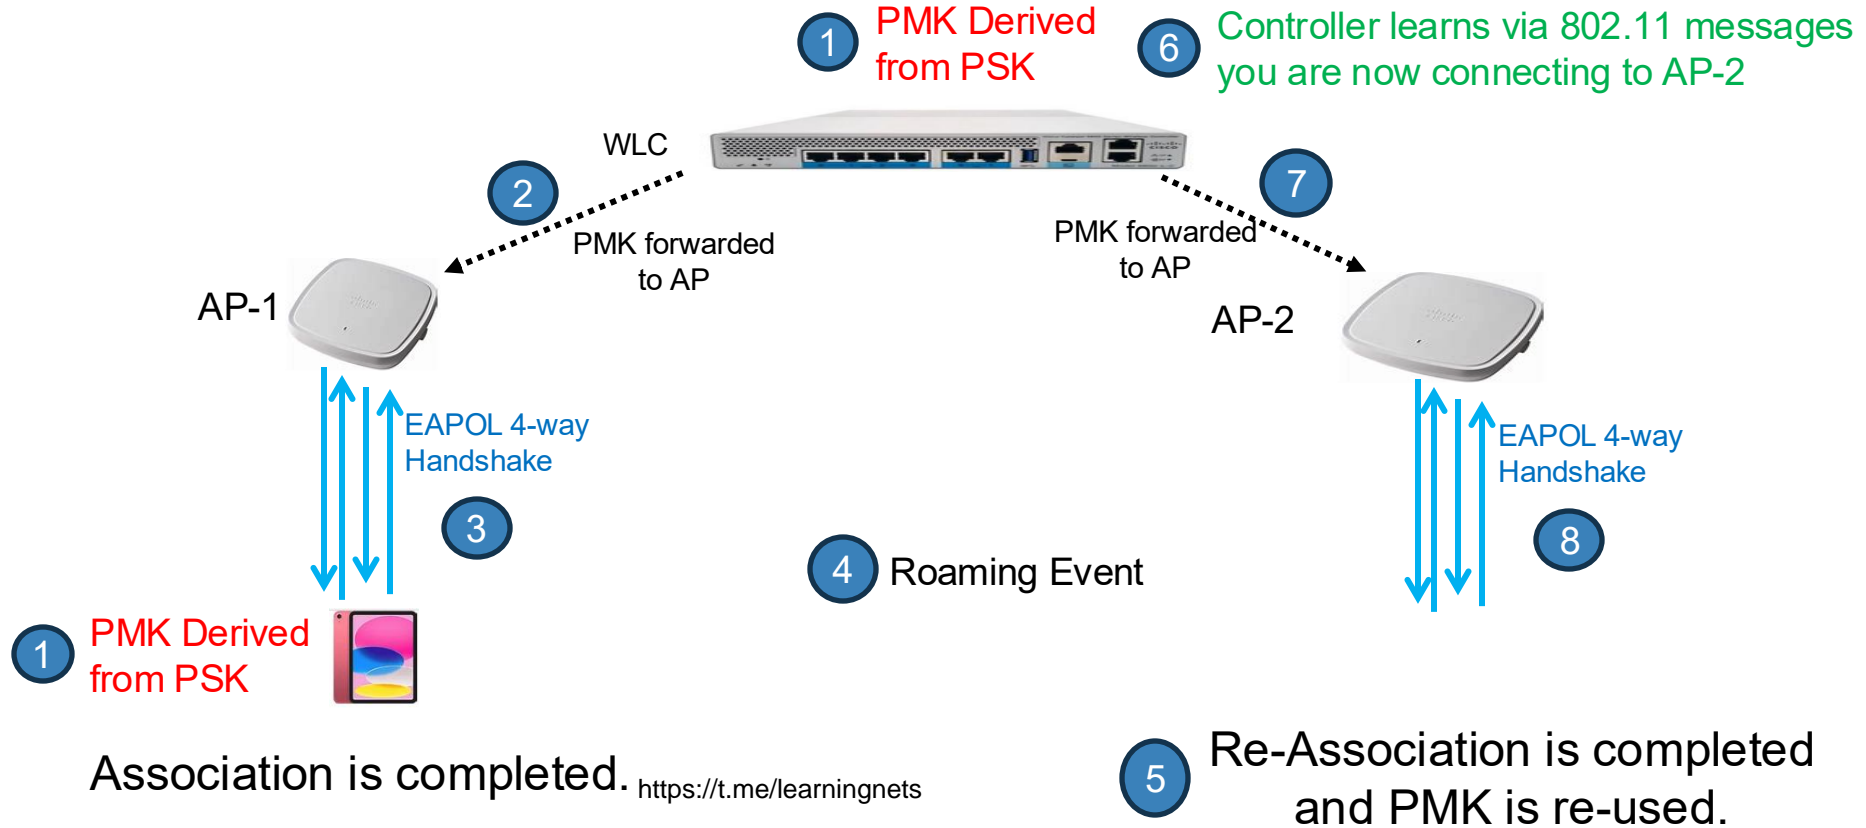 1
PMK Derived
from PSK
6
Controller learns via 802.11 messages
you are now connecting to AP-2
WLC
CISCO
2
PMK forwarded
to AP
7
PMK forwarded
to AP
AP-1
AP-2
EAPOL 4-way
Handshake
3
EAPOL 4-way
Handshake
8
4
Roaming Event
1
PMK Derived
from PSK
Association is completed.
https://t.me/learningnets
5
Re-Association is completed
and PMK is re-used.